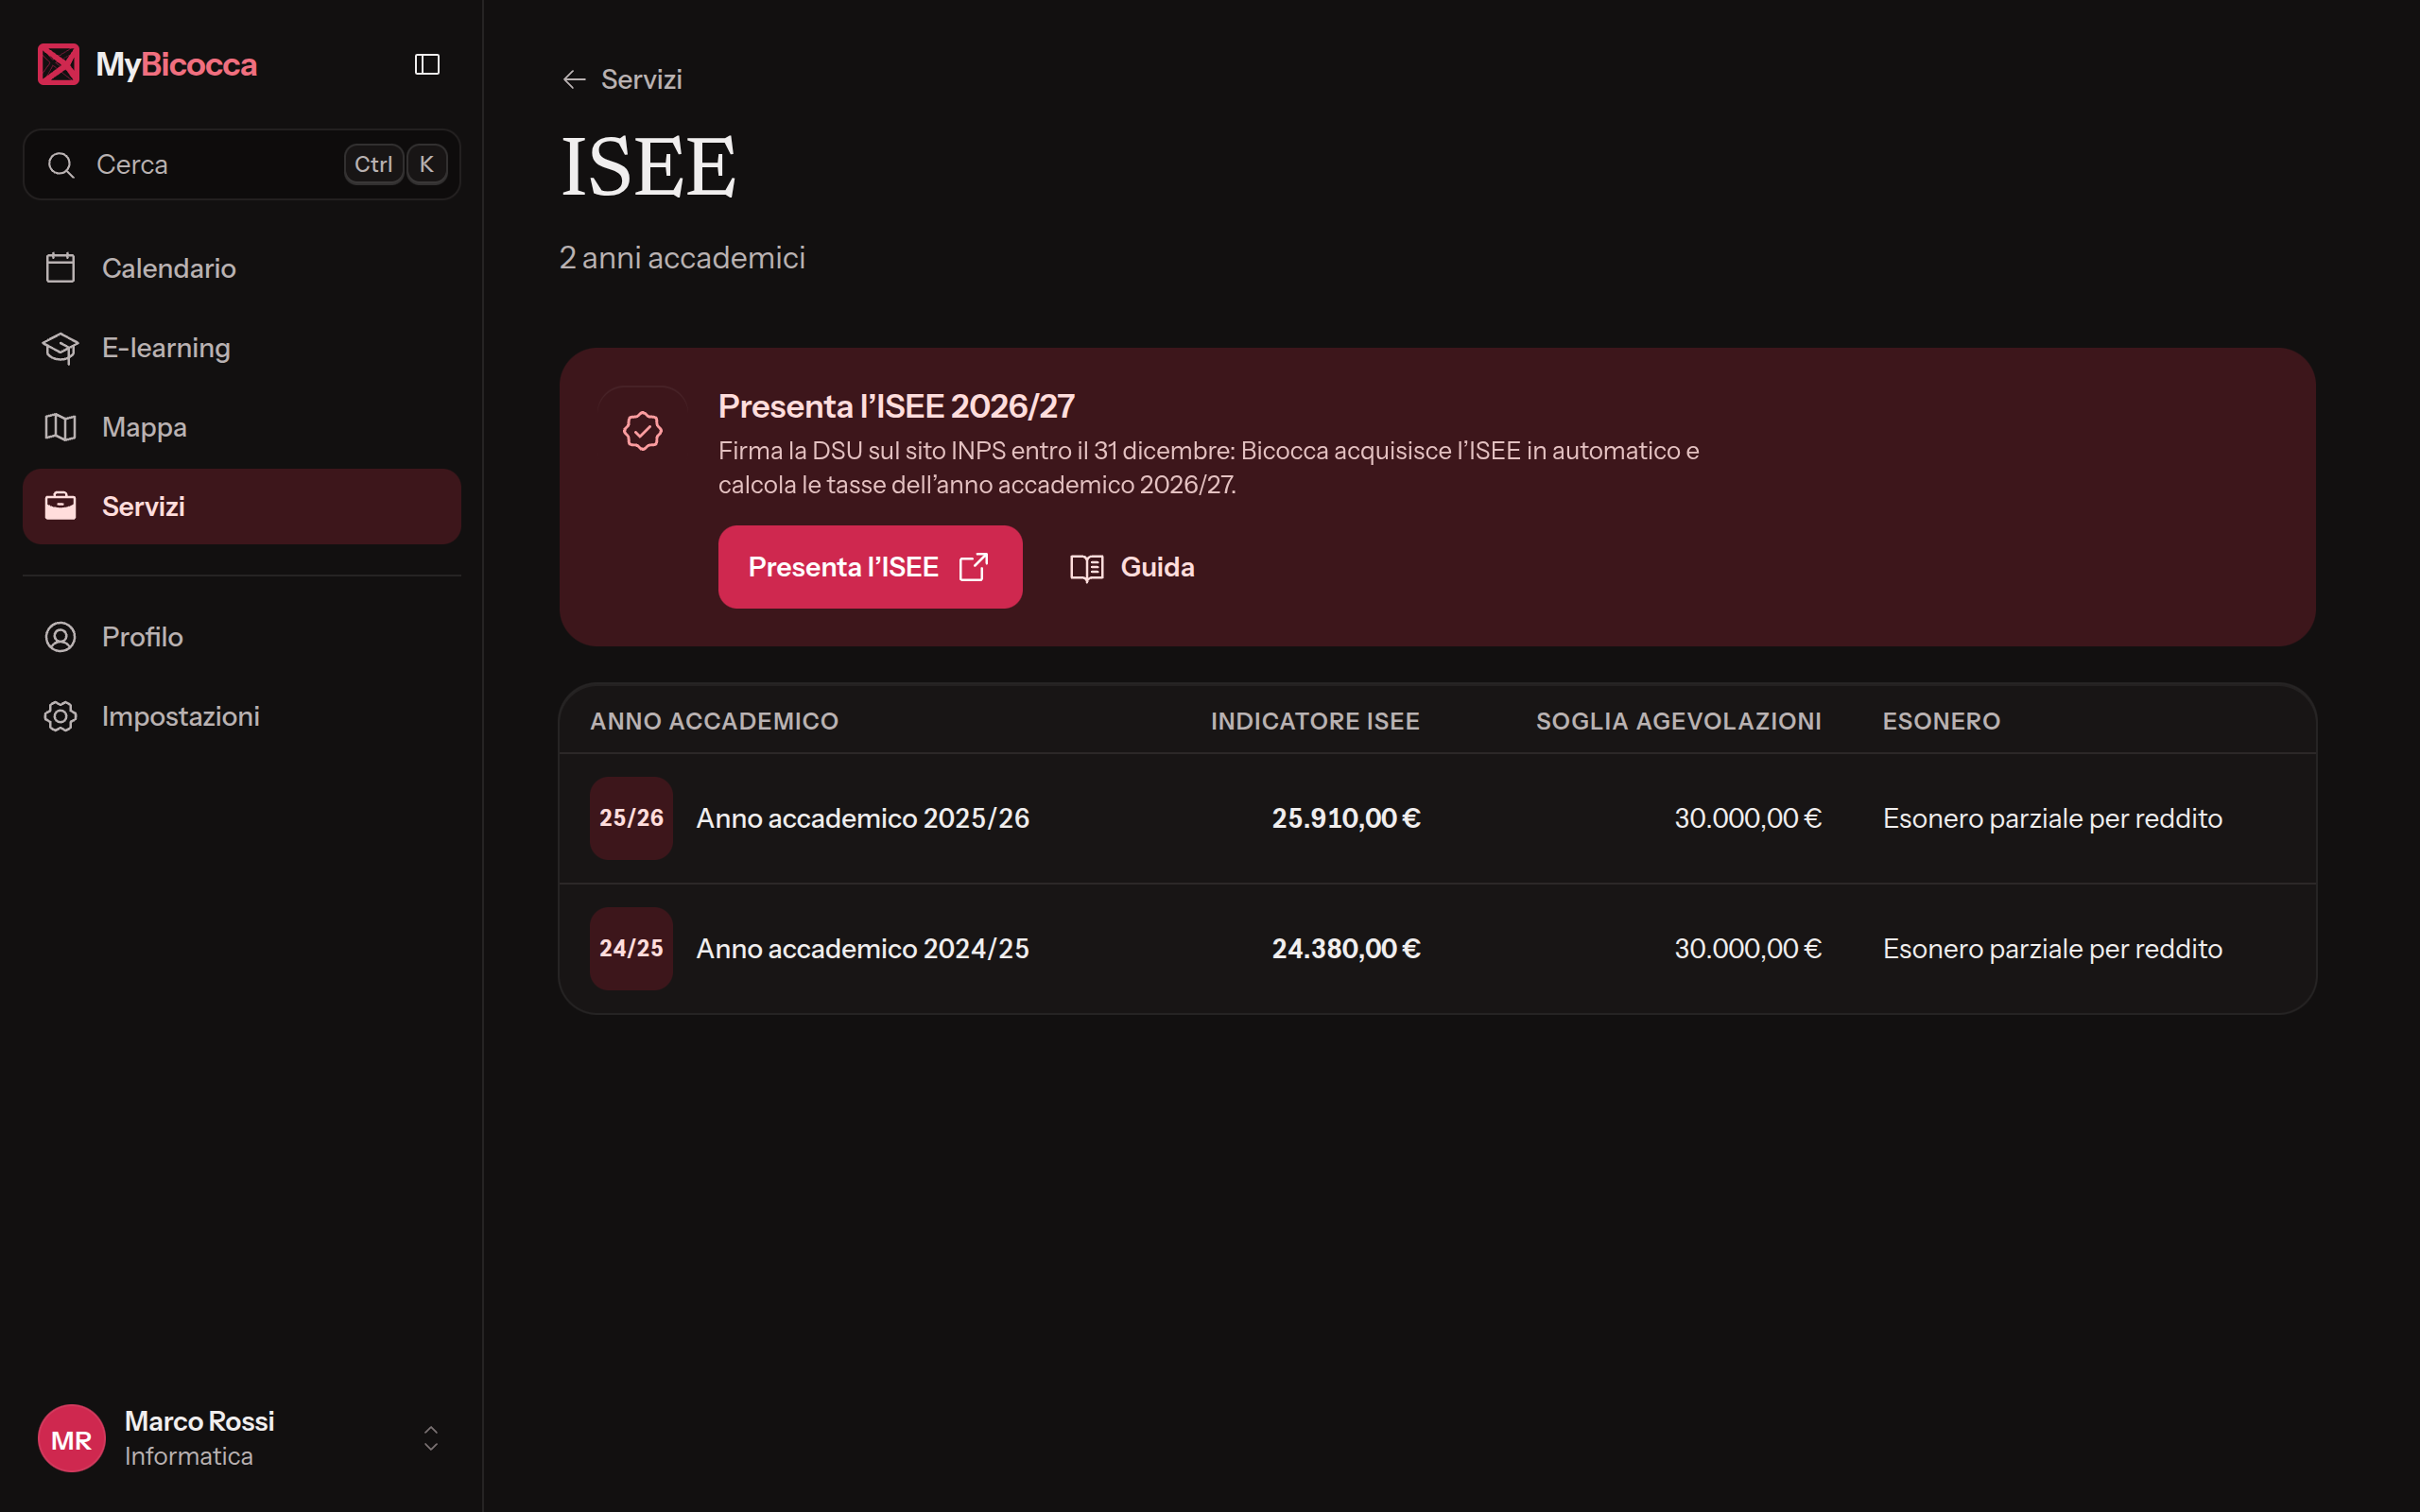 MyBicocca
Cerca Ctrl K
Calendario
E-learning
Mappa
Servizi
Profilo
Impostazioni
MR
Marco Rossi
Informatica
Servizi
ISEE
2 anni accademici
Presenta l’ISEE 2026/27
Firma la DSU sul sito INPS entro il 31 dicembre: Bicocca acquisisce l’ISEE in automatico e
calcola le tasse dell’anno accademico 2026/27.
Presenta l’ISEE
Guida
ANNO ACCADEMICO INDICATORE ISEE SOGLIA AGEVOLAZIONI ESONERO
25/26 Anno accademico 2025/26 25.910,00 € 30.000,00 € Esonero parziale per reddito
24/25 Anno accademico 2024/25 24.380,00 € 30.000,00 € Esonero parziale per reddito